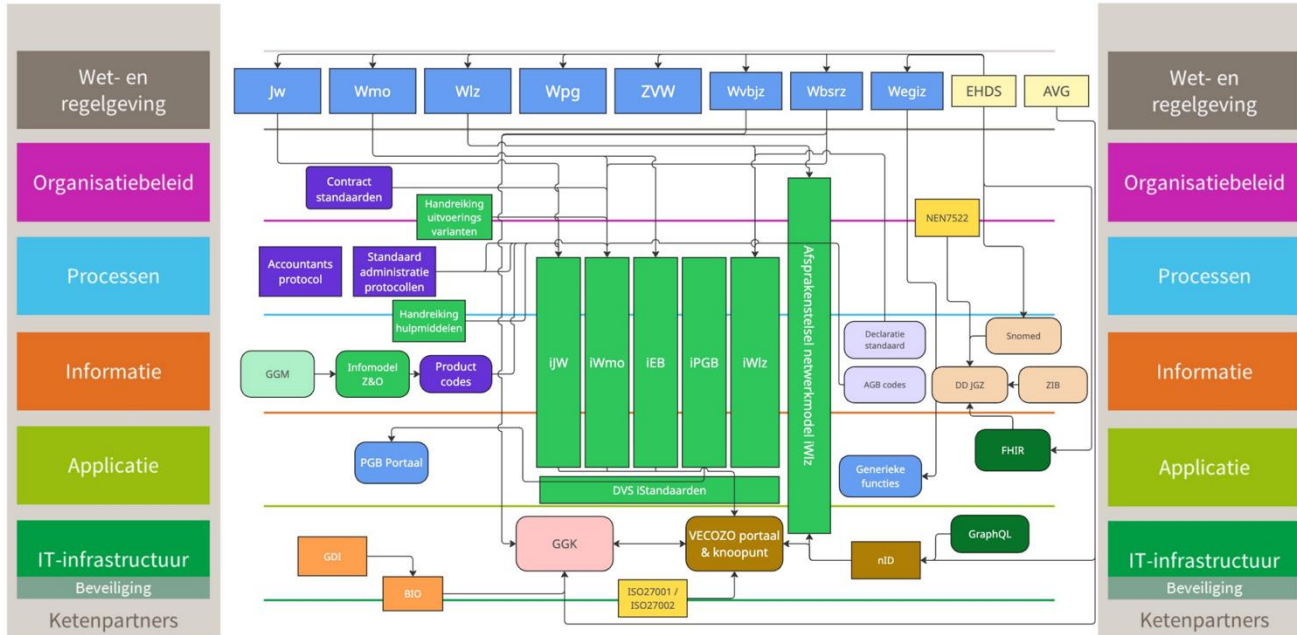 Wet- en
regelgeving
Organisatiebeleid
Processen
Informatie
Applicatie
IT-infrastructuur
Beveiliging
Ketenpartners
Jw
Wmo
Wlz
Wpg
ZVW
Wvbjz
Wbsrz
Wegiz
EHDS
AVG
Contract
standaarden
Handreiking
uitvoerings
varianten
NEN7522
Accountants
protocol
Standaard
administratie
protocollen
Handreiking
hulpmiddelen
iJW
iWmo
iEB
iPGB
iWlz
Afsprakenstelsel netwerkmodel iWlz
Declaratie
standaard
Snomed
GGM
Infomodel
Z&O
Product
codes
AGB codes
DD JGZ
ZIB
PGB Portaal
FHIR
Generieke
functies
DVS iStandaarden
GGK
VECOZO portaal
& knoopunt
GraphQL
nID
GDI
BIO
ISO27001 /
ISO27002
Wet- en
regelgeving
Organisatiebeleid
Processen
Informatie
Applicatie
IT-infrastructuur
Beveiliging
Ketenpartners